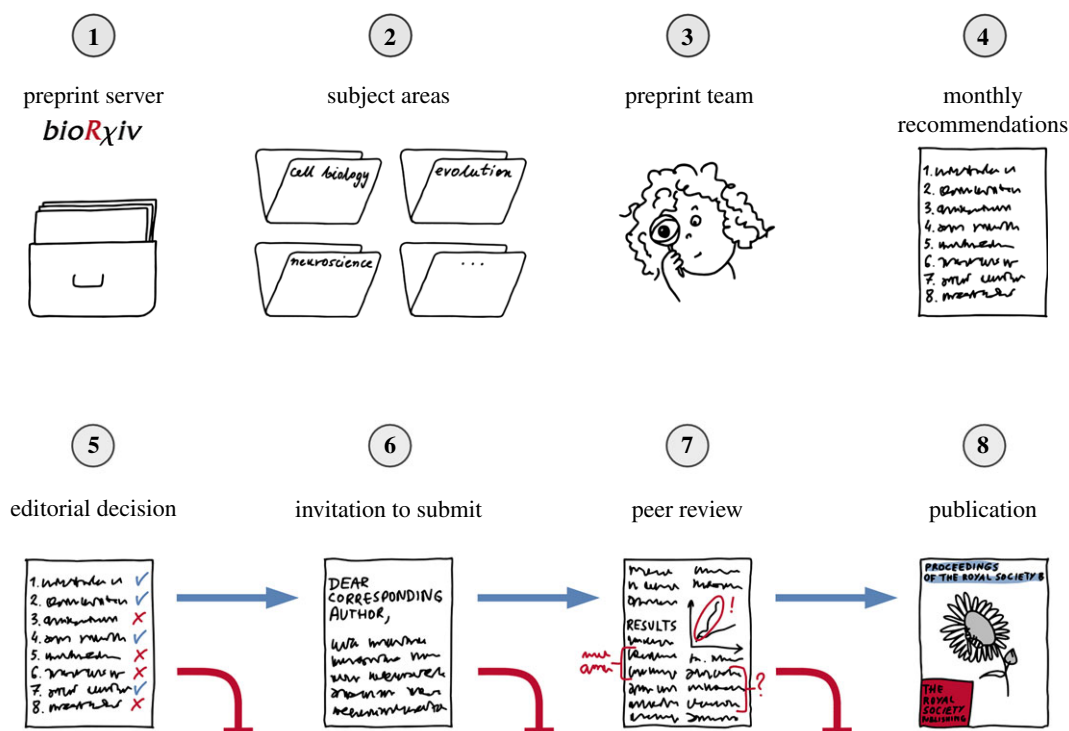 1
preprint server
bioRχiv
2
subject areas
cell biology
evolution
neuroscience
...
3
preprint team
4
monthly
recommendations
1.
2.
3.
4.
5.
6.
7.
8.
5
editorial decision
1.
2.
3.
4.
5.
6.
7.
8.
6
invitation to submit
DEAR
CORRESPONDING
AUTHOR,
7
peer review
!
RESULTS
?
8
publication
PROCEEDINGS
OF THE ROYAL SOCIETY B
THE
ROYAL
SOCIETY
PUBLISHING